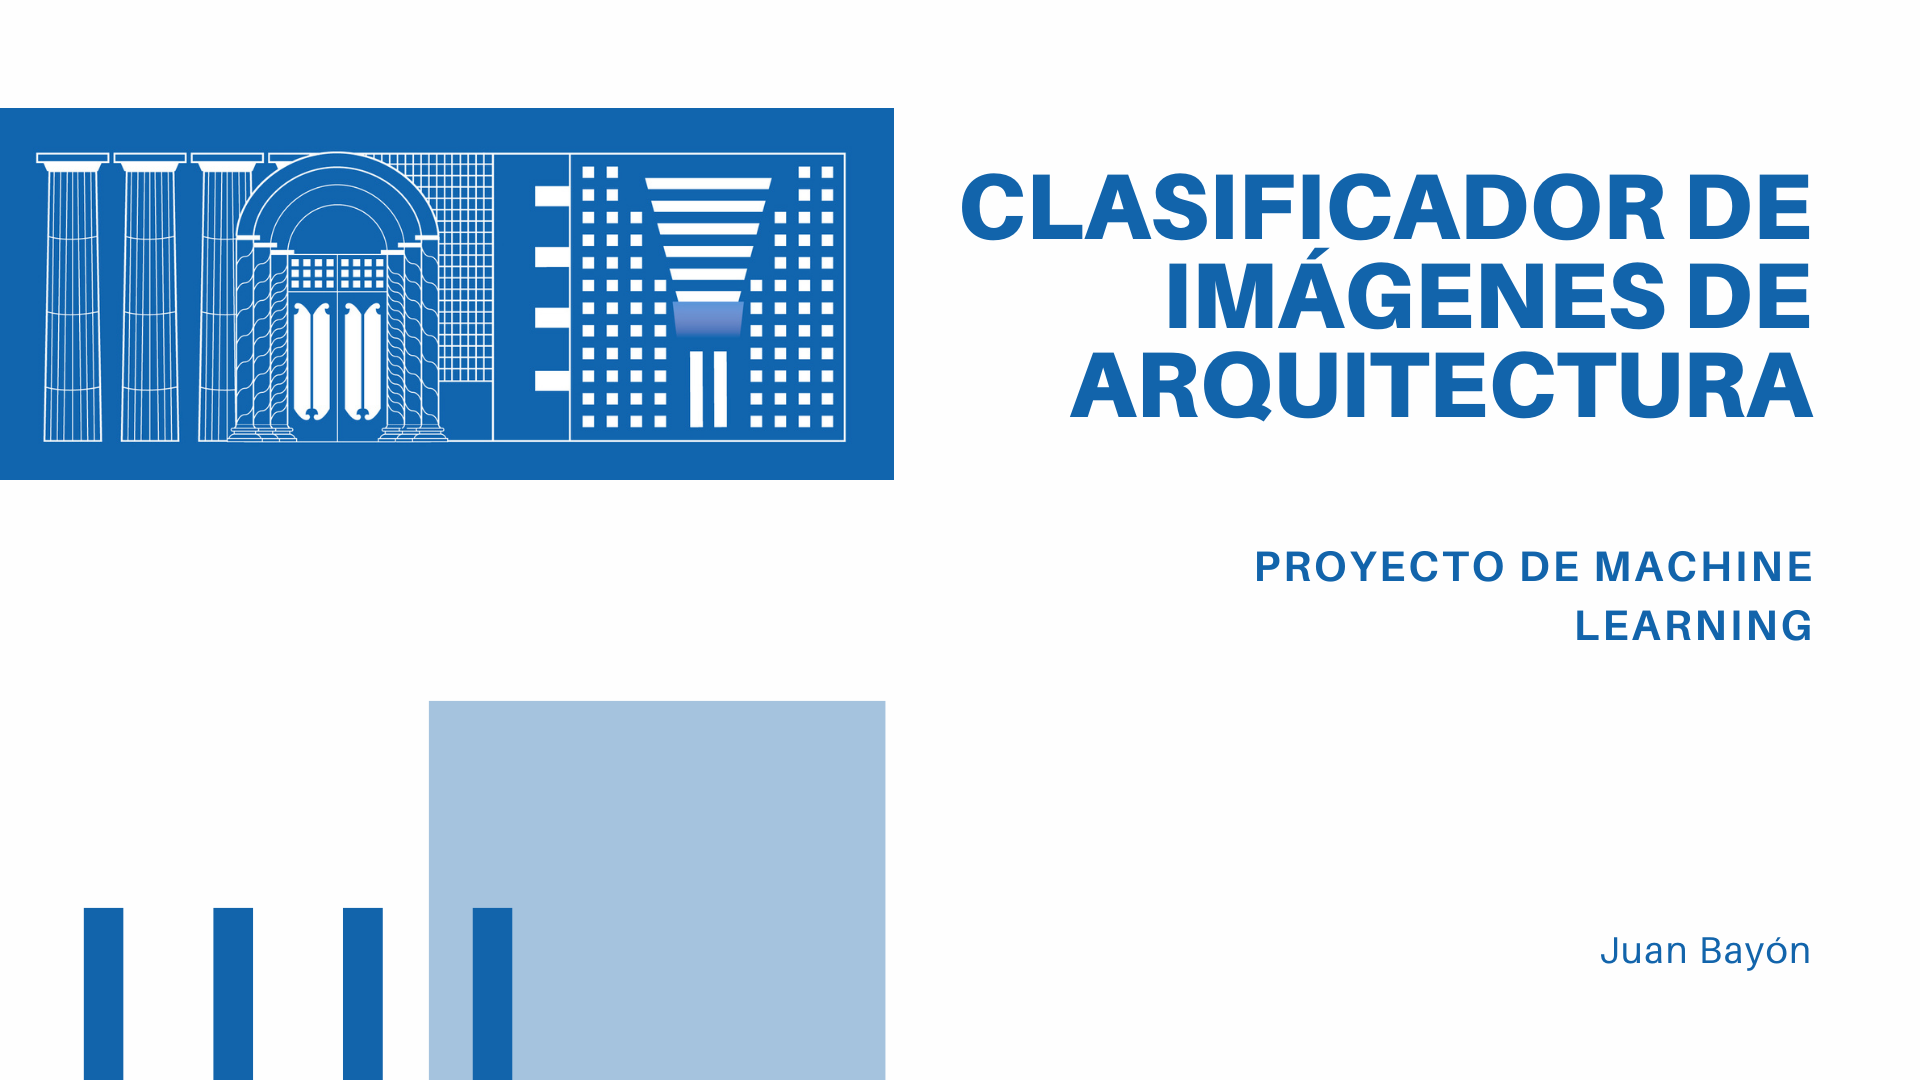 CLASIFICADOR DE
IMÁGENES DE
ARQUITECTURA
PROYECTO DE MACHINE
LEARNING
Juan Bayón